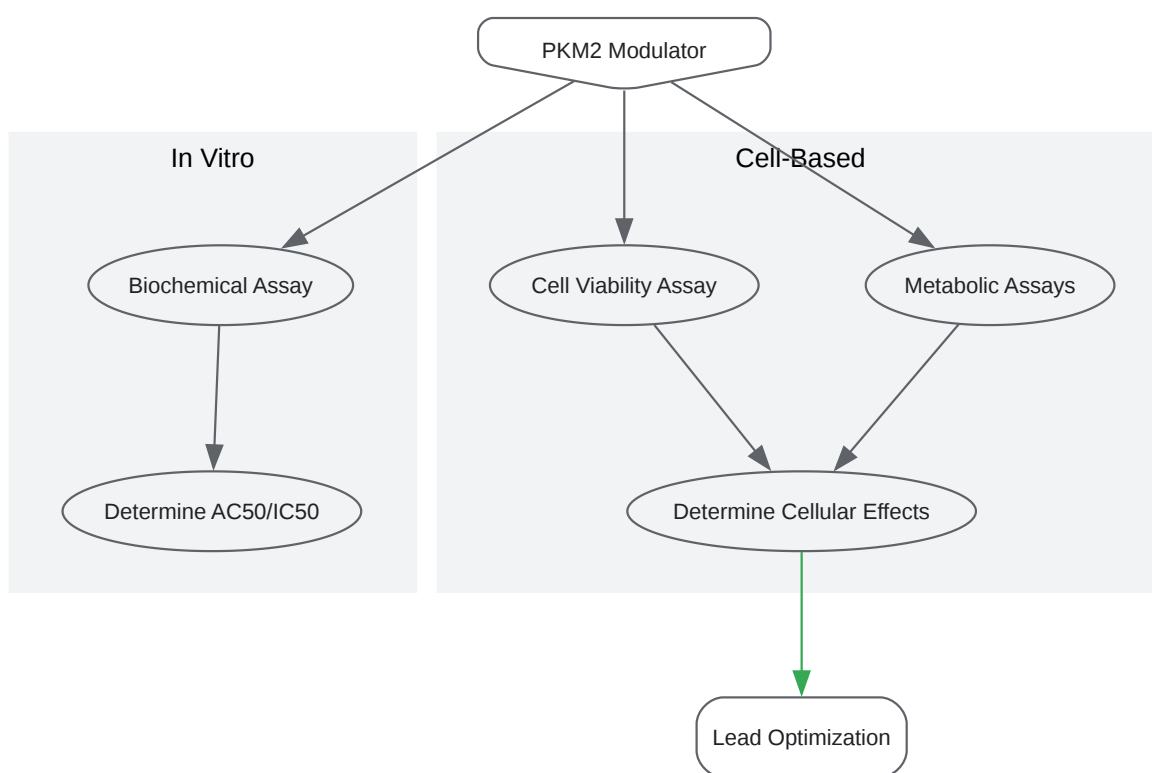 PKM2 Modulator
In Vitro
Cell-Based
Biochemical Assay
Cell Viability Assay
Metabolic Assays
Determine AC50/IC50
Determine Cellular Effects
Lead Optimization